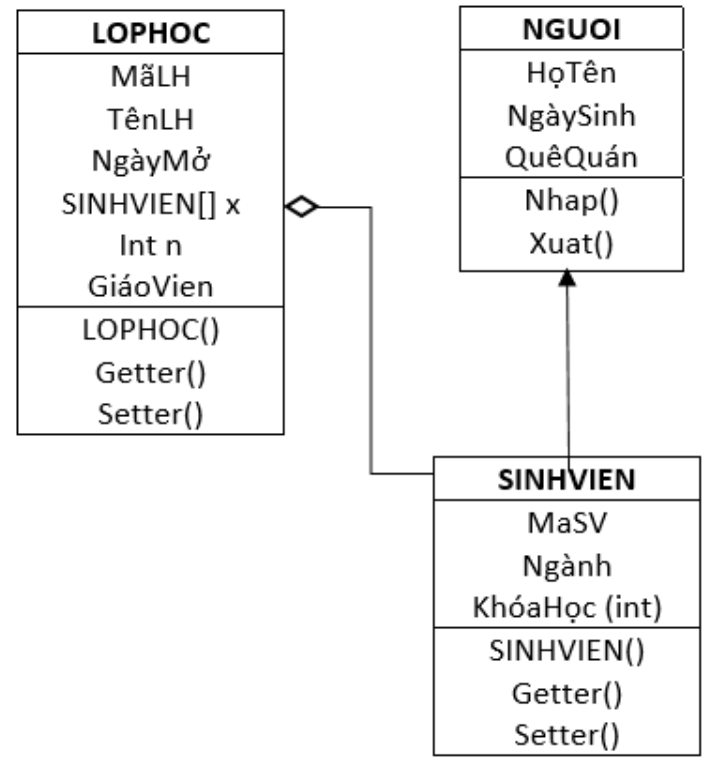 LOPHOC
MãLH
TênLH
NgàyMở
SINHVIEN[] x
Int n
GiáoVien
LOPHOC()
Getter()
Setter()
NGUOI
HọTên
NgàySinh
QuêQuán
Nhap()
Xuat()
SINHVIEN
MaSV
Ngành
KhóaHọc (int)
SINHVIEN()
Getter()
Setter()